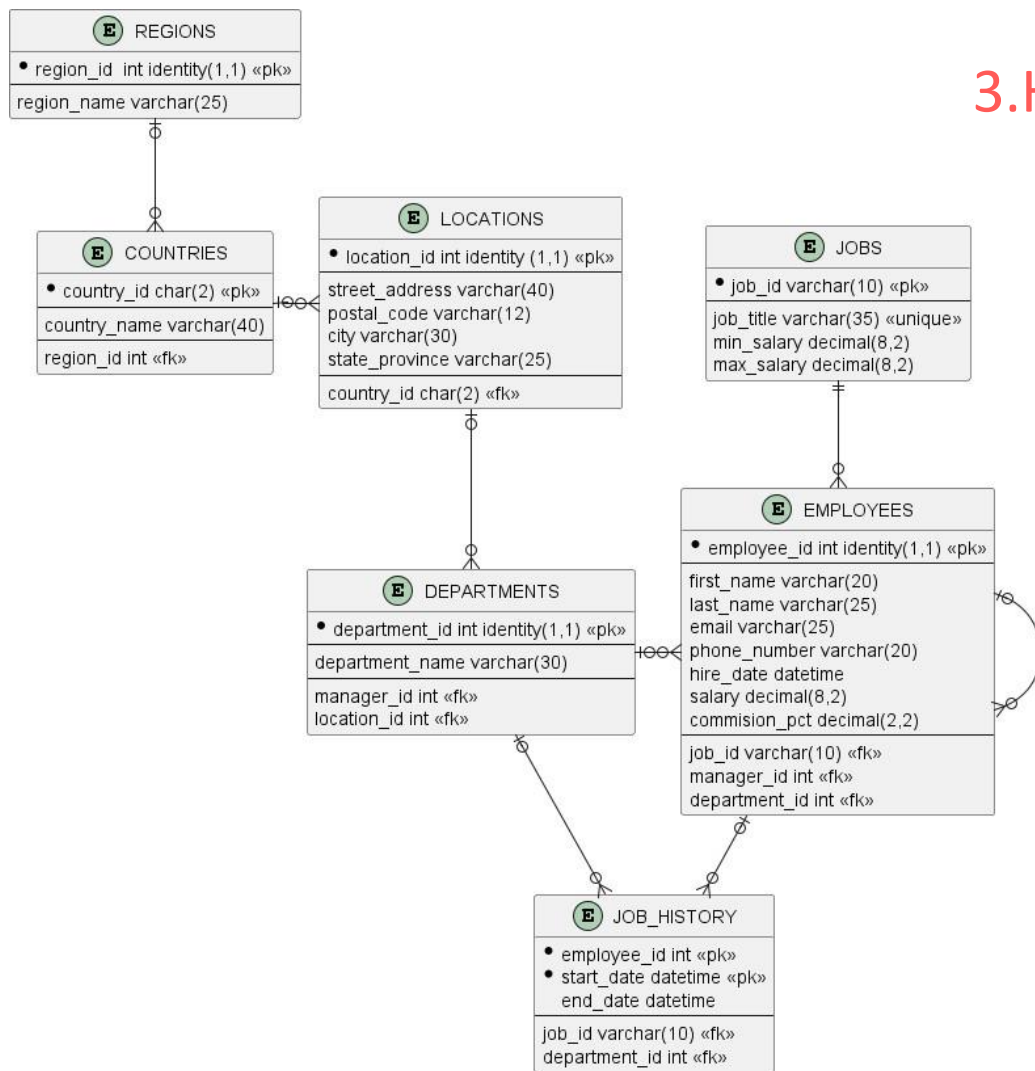 E REGIONS
region_id int identity(1,1) «pk»
region_name varchar(25)
3.
E COUNTRIES
country_id char(2) «pk»
country_name varchar(40)
region_id int «fk»
E LOCATIONS
location_id int identity (1,1) «pk»
street_address varchar(40)
postal_code varchar(12)
city varchar(30)
state_province varchar(25)
country_id char(2) «fk»
E JOBS
job_id varchar(10) «pk»
job_title varchar(35) «unique»
min_salary decimal(8,2)
max_salary decimal(8,2)
E DEPARTMENTS
department_id int identity(1,1) «pk»
department_name varchar(30)
manager_id int «fk»
location_id int «fk»
E EMPLOYEES
employee_id int identity(1,1) «pk»
first_name varchar(20)
last_name varchar(25)
email varchar(25)
phone_number varchar(20)
hire_date datetime
salary decimal(8,2)
commision_pct decimal(2,2)
job_id varchar(10) «fk»
manager_id int «fk»
department_id int «fk»
E JOB_HISTORY
employee_id int «pk»
start_date datetime «pk»
end_date datetime
job_id varchar(10) «fk»
department_id int «fk»